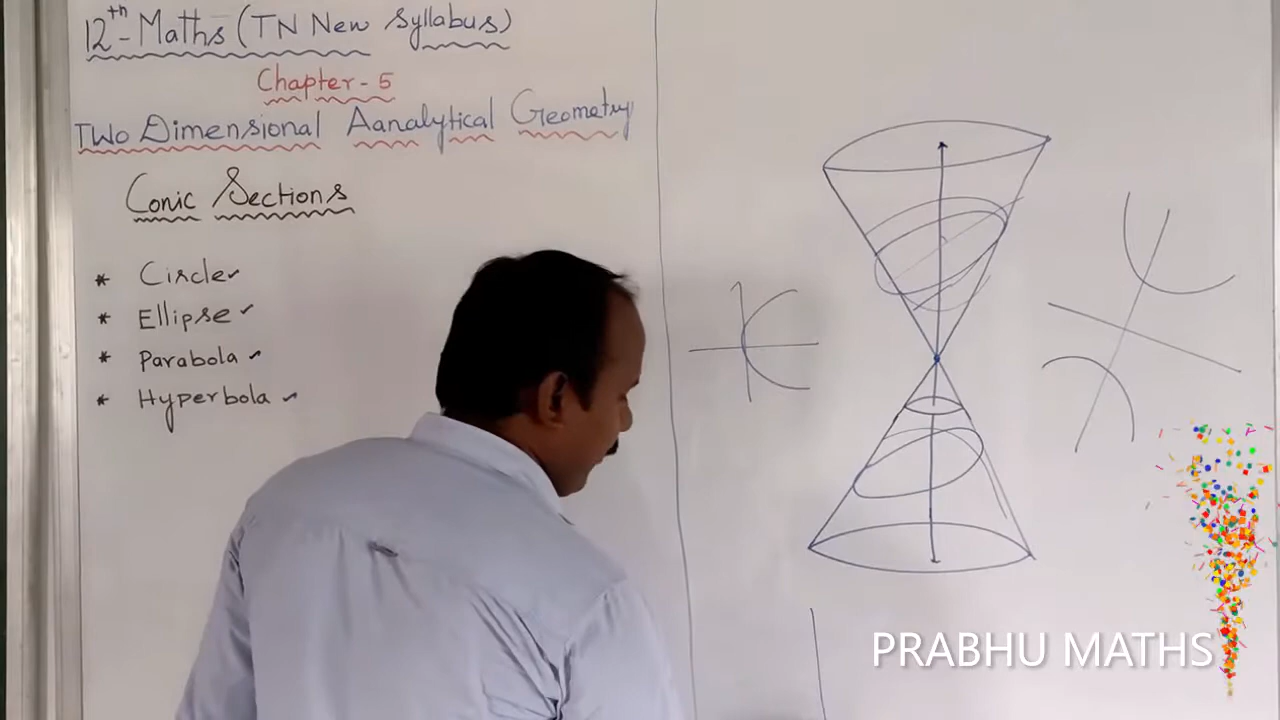 12th-Maths (TN New Syllabus)
Chapter-5
Two Dimensional Aanalytical Geometry
Conic Sections
* Circle ✓
* Ellipse ✓
* Parabola ✓
* Hyperbola ✓
PRABHU MATHS